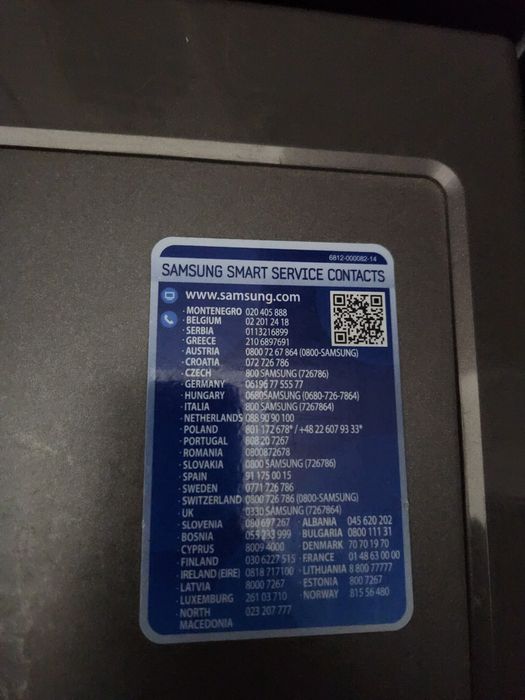 6812-000082-14
SAMSUNG SMART SERVICE CONTACTS
www.samsung.com
· MONTENEGRO 020 405 888
· BELGIUM 02 201 24 18
· SERBIA 0113216899
· GREECE 210 6897691
· AUSTRIA 0800 72 67 864 (0800-SAMSUNG)
· CROATIA 072 726 786
· CZECH 800 SAMSUNG (726786)
· GERMANY 06196 77 555 77
· HUNGARY 0680SAMSUNG (0680-726-7864)
· ITALIA 800 SAMSUNG (7267864)
· NETHERLANDS 088 90 90 100
· POLAND 801 172 678* / +48 22 607 93 33*
· PORTUGAL 808 20 7267
· ROMANIA 0800872678
· SLOVAKIA 0800 SAMSUNG (726786)
· SPAIN 91 175 00 15
· SWEDEN 0771 726 786
· SWITZERLAND 0800 726 786 (0800-SAMSUNG)
· UK 0330 SAMSUNG (7267864)
· SLOVENIA 080 697 267 · ALBANIA 045 620 202
· BOSNIA 055 233 999 · BULGARIA 0800 111 31
· CYPRUS 8009 4000 · DENMARK 70 70 19 70
· FINLAND 030 6227 515 · FRANCE 01 48 63 00 00
· IRELAND (EIRE) 0818 717100 · LITHUANIA 8 800 77777
· LATVIA 8000 7267 · ESTONIA 800 7267
· LUXEMBURG 261 03 710 · NORWAY 815 56 480
· NORTH 023 207 777
MACEDONIA